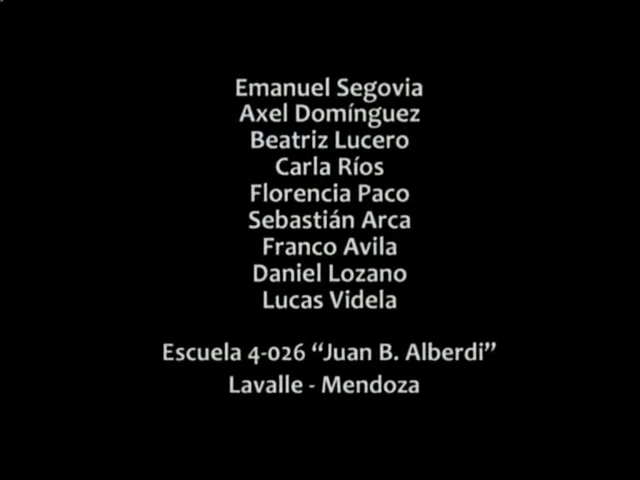 Emanuel Segovia
Axel Domínguez
Beatriz Lucero
Carla Ríos
Florencia Paco
Sebastián Arca
Franco Avila
Daniel Lozano
Lucas Videla
Escuela 4-026 “Juan B. Alberdi”
Lavalle - Mendoza